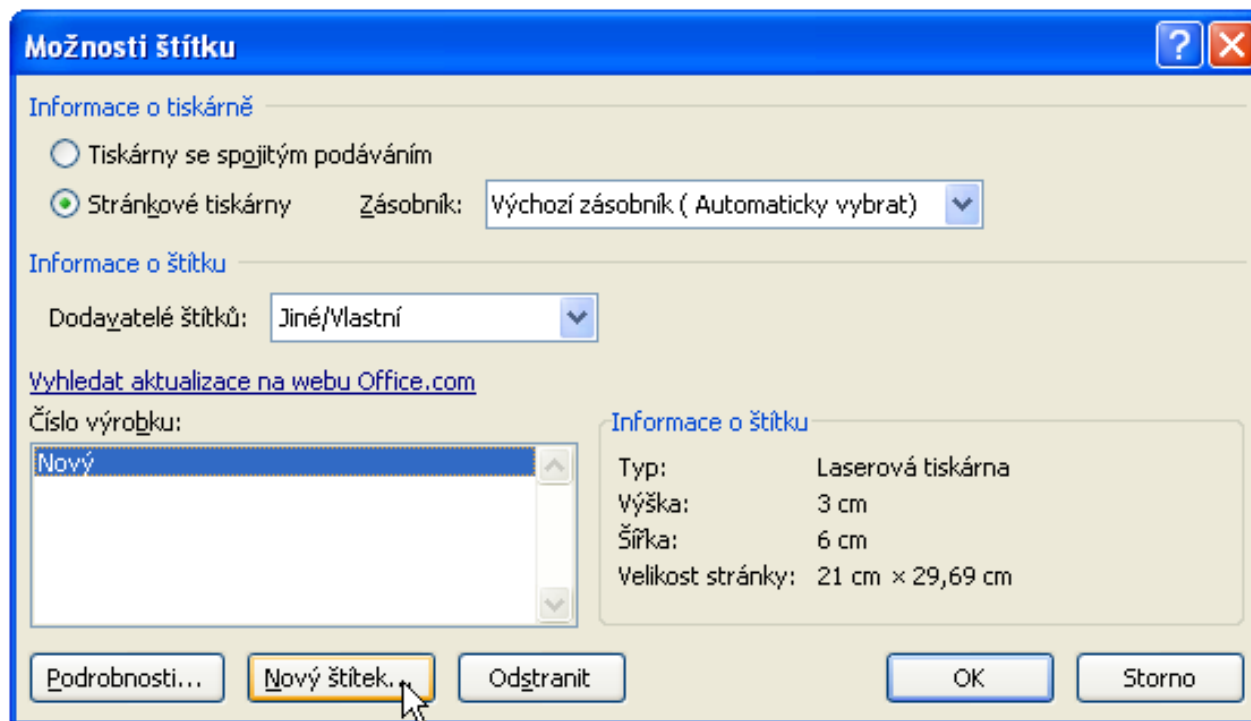 Možnosti štítku
Informace o tiskárně
Tiskárny se spojitým podáváním
Stránkové tiskárny Zásobník: Výchozí zásobník ( Automaticky vybrat)
Informace o štítku
Dodavatelé štítků: Jiné/Vlastní
Vyhledat aktualizace na webu Office.com
Číslo výrobku:
Nový
Informace o štítku
Typ: Laserová tiskárna
Výška: 3 cm
Šířka: 6 cm
Velikost stránky: 21 cm × 29,69 cm
Podrobnosti... Nový štítek... Odstranit OK Storno